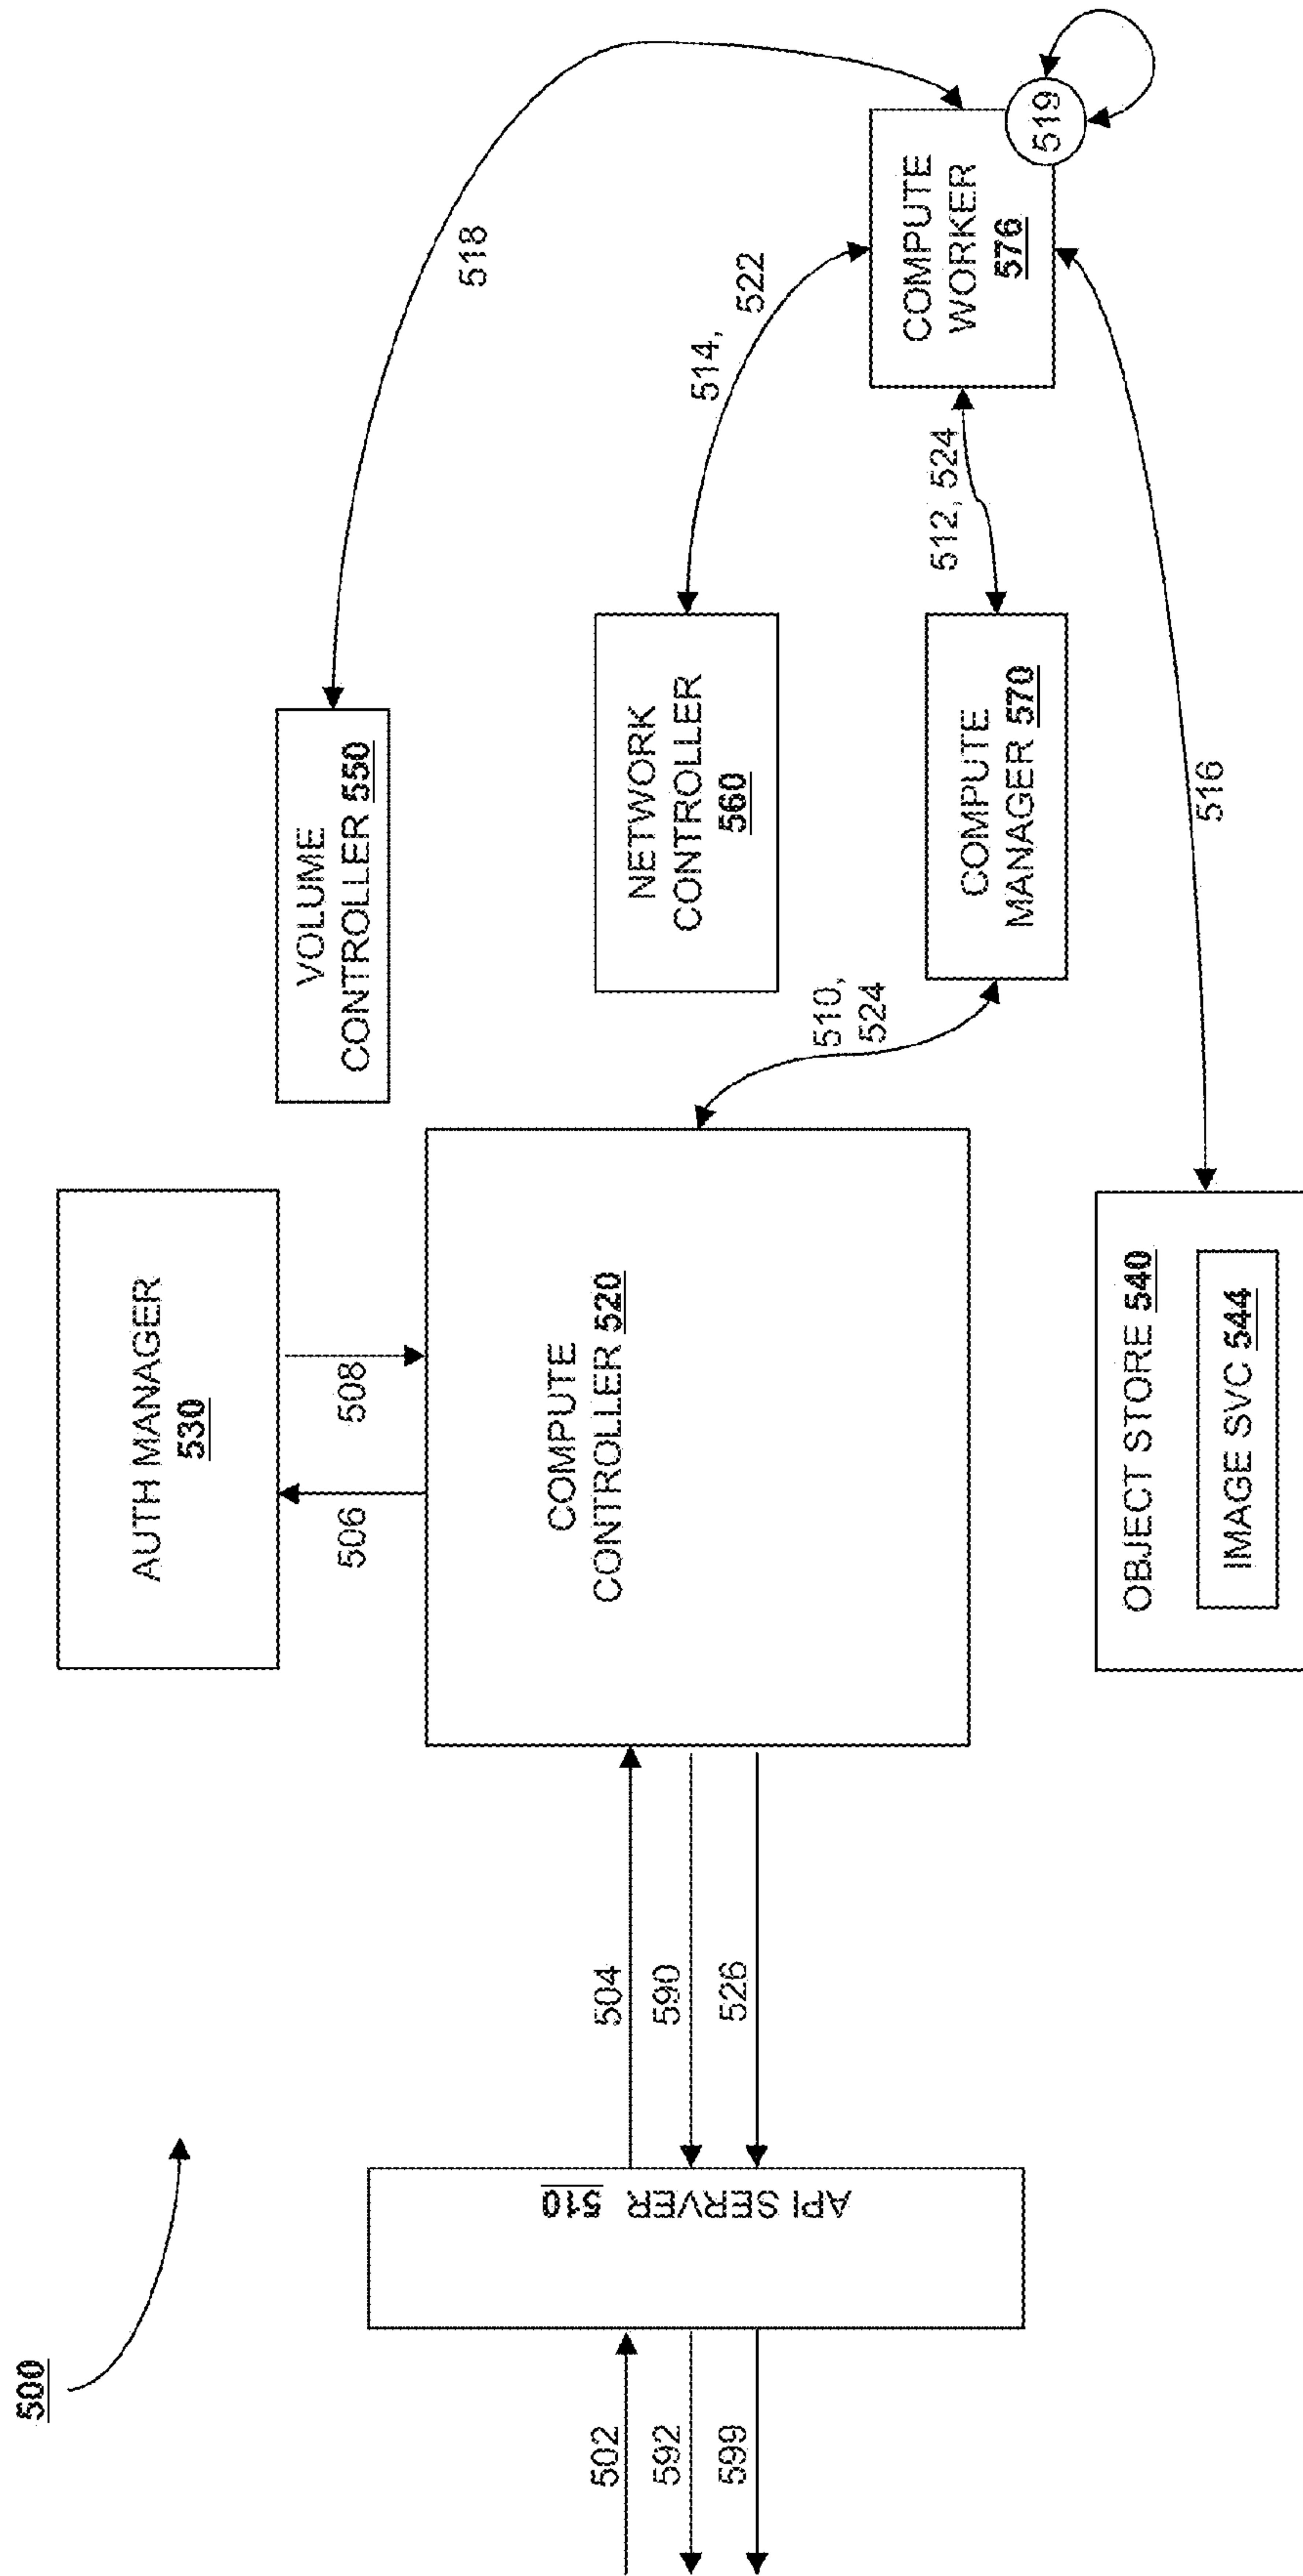 500
AUTH MANAGER
530
506
508
VOLUME
CONTROLLER 550
518
502
592
599
API SERVER 510
504
590
526
COMPUTE
CONTROLLER 520
510,
524
NETWORK
CONTROLLER
560
514,
522
COMPUTE
MANAGER 570
512, 524
COMPUTE
WORKER
576
519
OBJECT STORE 540
IMAGE SVC 544
516